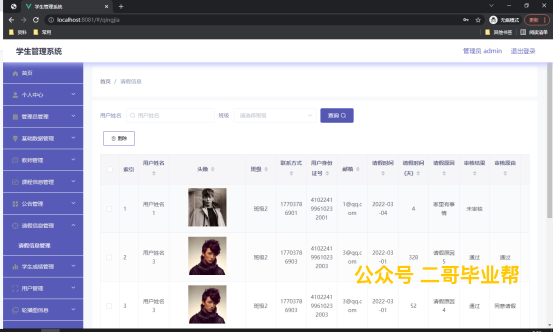 学生管理系统
localhost:8081/#/qingjia
无痕模式
更新
资料
常用
其他书签
阅读清单
学生管理系统
管理员 admin
退出登录
首页
个人中心
管理员管理
基础数据管理
教师管理
课程信息管理
公告管理
请假信息管理
请假信息管理
学生成绩管理
用户管理
轮播图信息
首页 / 请假信息
用户姓名
用户姓名
班级
查询
删除
索引 用户姓名 头像 班级 联系方式 用户身份证号 邮箱 请假时间 请假时间(天) 请假原因 审核结果 审核原由
1 用户姓名1 班级2 17703786901 410224199610232001 1@qq.com 2022-03-04 4 家里有事情 未审核
2 用户姓名3 班级2 17703786903 410224199610232003 3@qq.com 2022-03-01 328 请假原因5 通过 通过
3 用户姓名3 班级2 17703786903 410224199610232003 3@qq.com 2022-03-01 52 请假原因4 通过 同意请假
公众号 二哥毕业帮